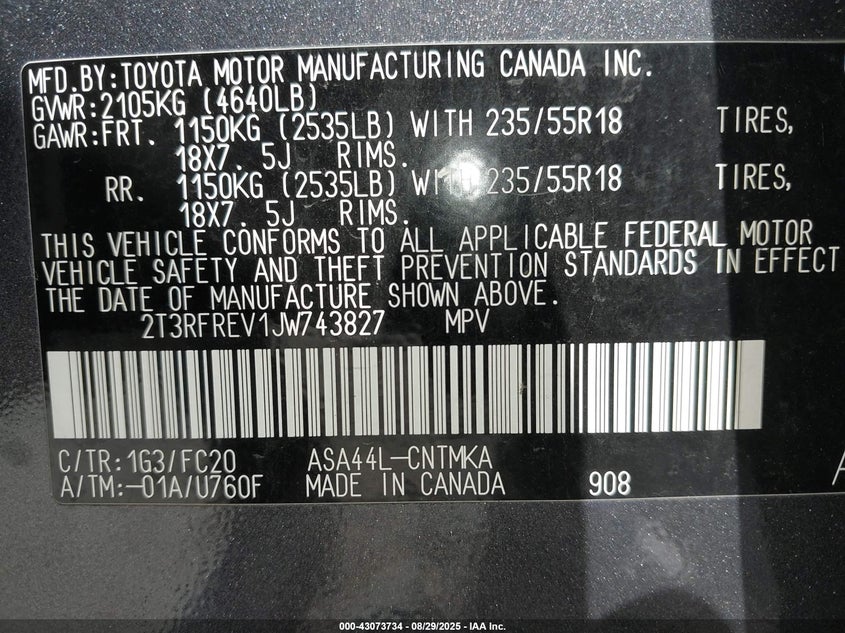 MFD.BY:TOYOTA MOTOR MANUFACTURING CANADA INC.
GVWR:2105KG (4640LB)
GAWR:FRT. 1150KG (2535LB) WITH 235/55R18 TIRES,
18X7. 5J RIMS.
RR. 1150KG (2535LB) WITH 235/55R18 TIRES,
18X7. 5J RIMS.
THIS VEHICLE CONFORMS TO ALL APPLICABLE FEDERAL MOTOR
VEHICLE SAFETY AND THEFT PREVENTION STANDARDS IN EFFECT
THE DATE OF MANUFACTURE SHOWN ABOVE.
2T3RFREV1JW743827 MPV
C/TR:1G3/FC20 ASA44L-CNTMKA
A/TM:-01A/U760F MADE IN CANADA 908
000-43073734 - 08/29/2025 - IAA Inc.